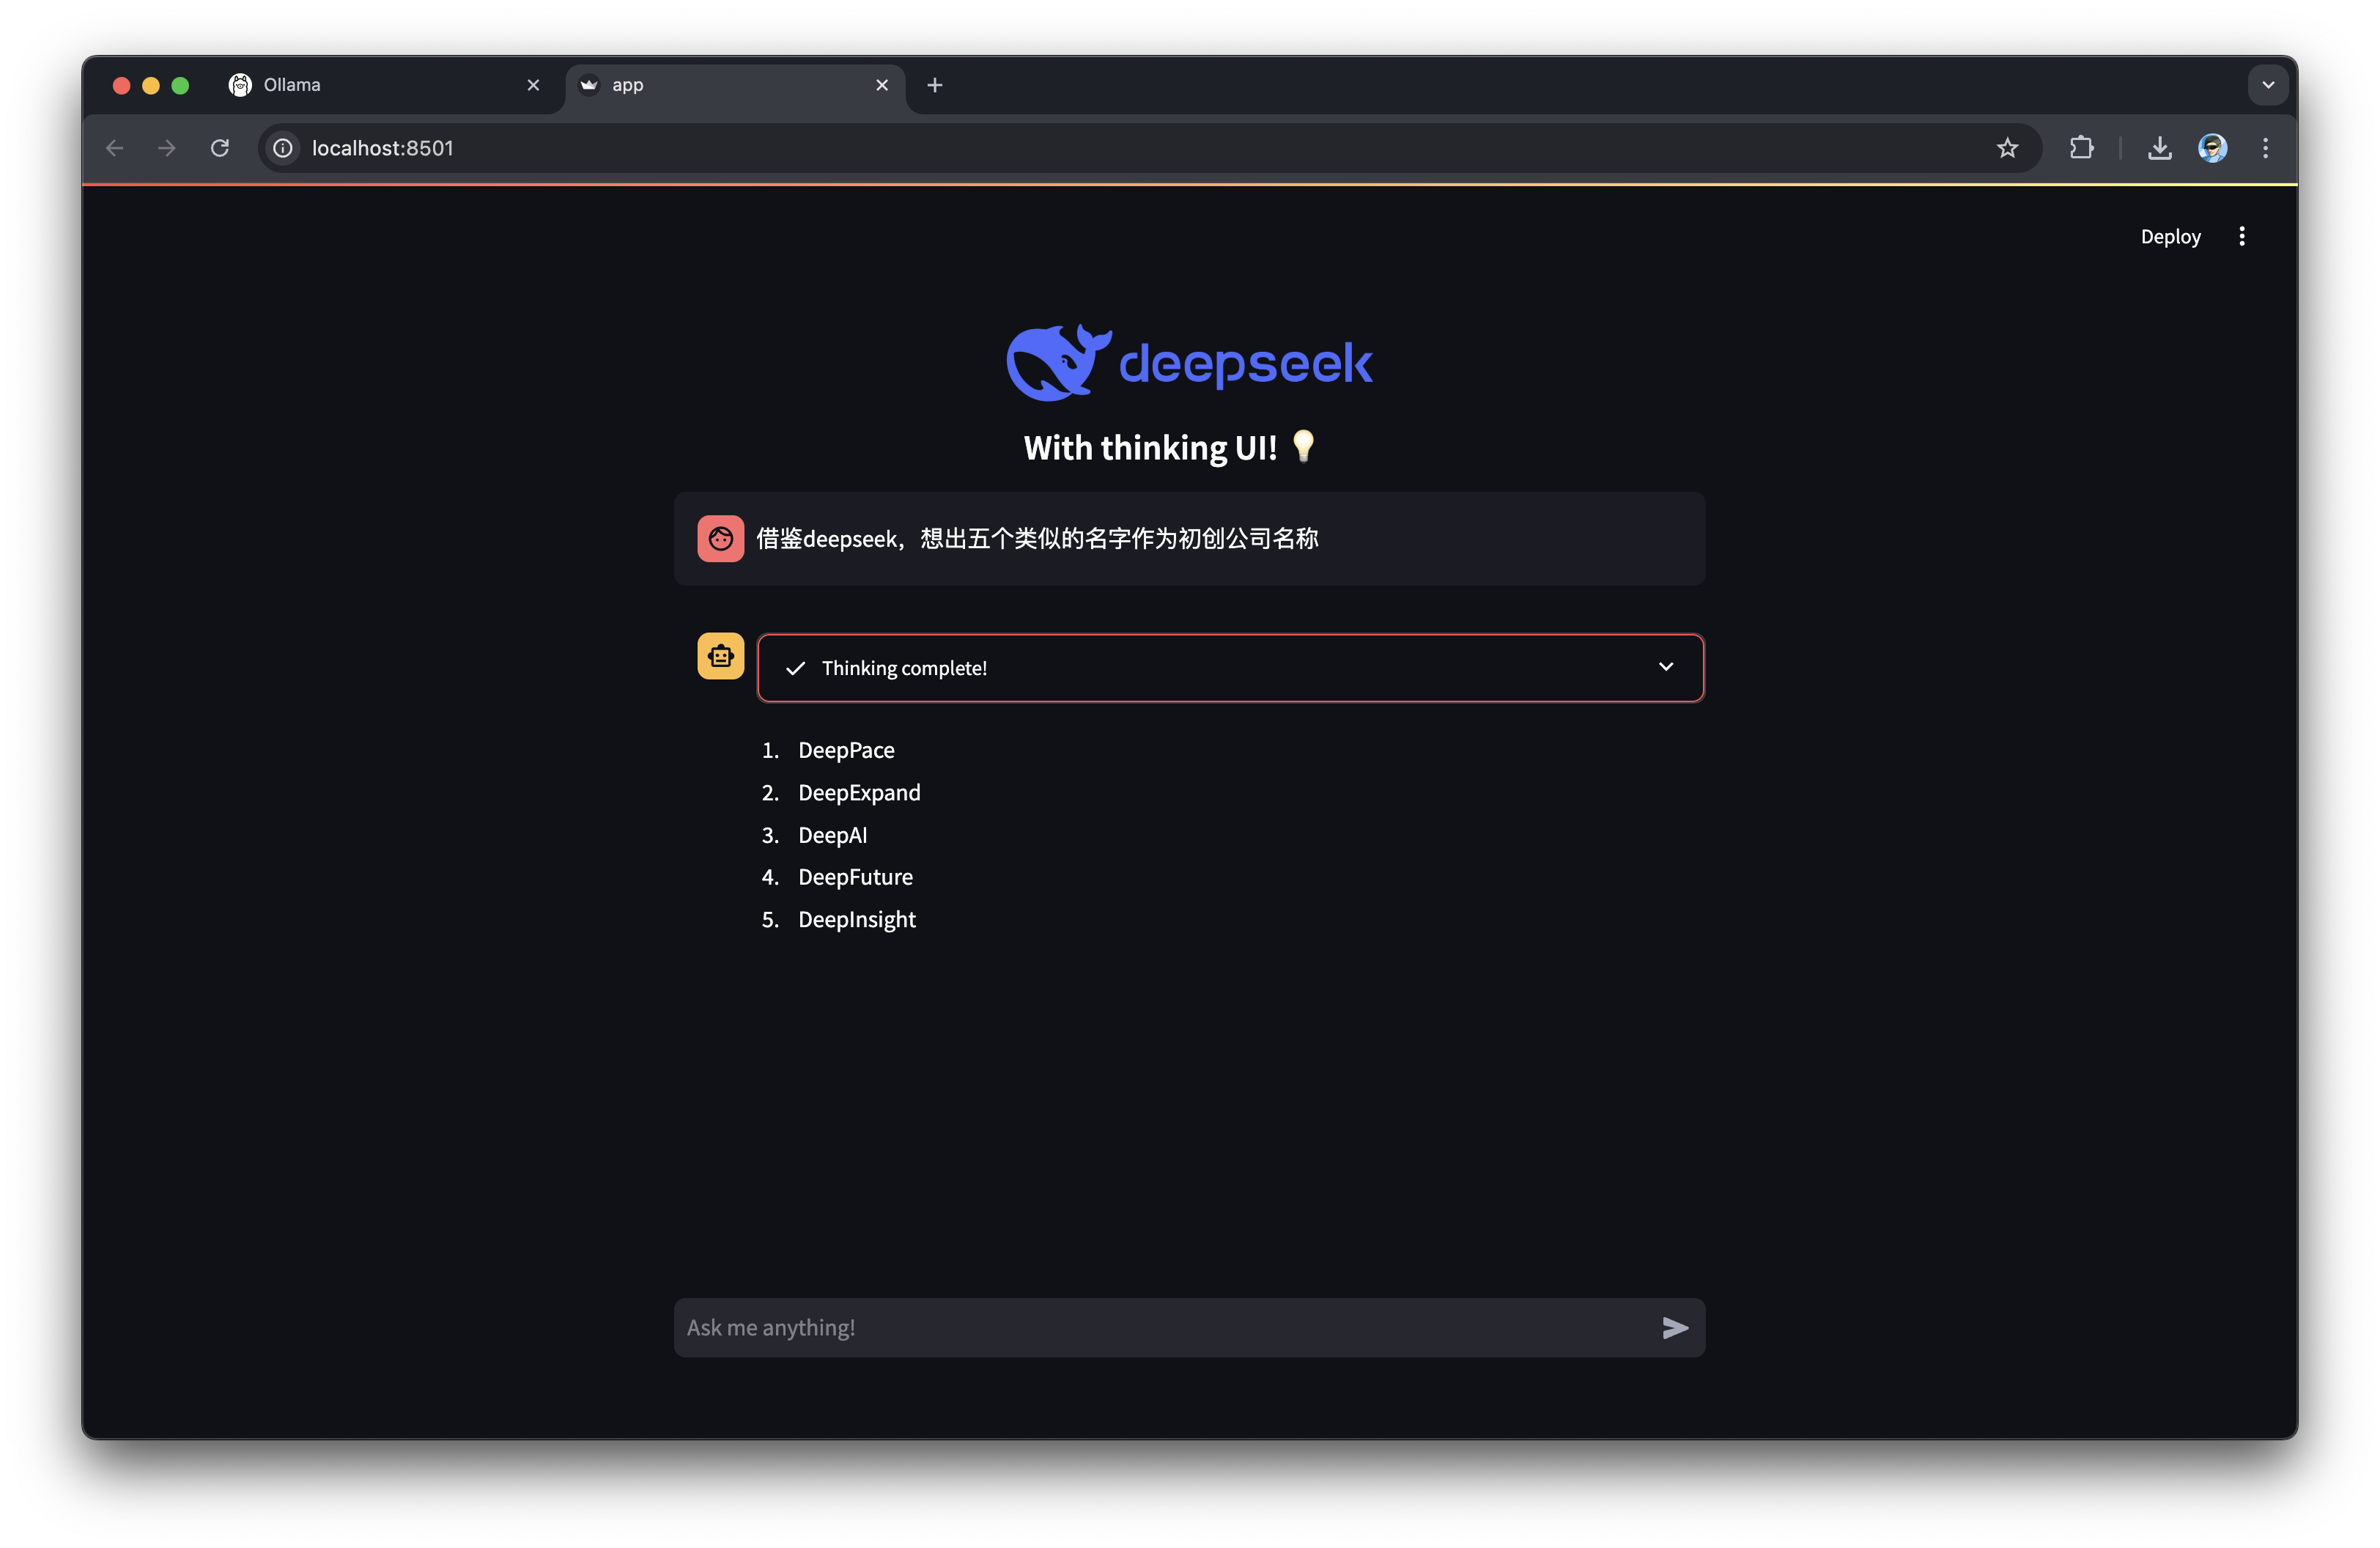 Ollama
app
localhost:8501
Deploy
deepseek
With thinking UI! 💡
借鉴deepseek，想出五个类似的名字作为初创公司名称
Thinking complete!
1. DeepPace
2. DeepExpand
3. DeepAI
4. DeepFuture
5. DeepInsight
Ask me anything!